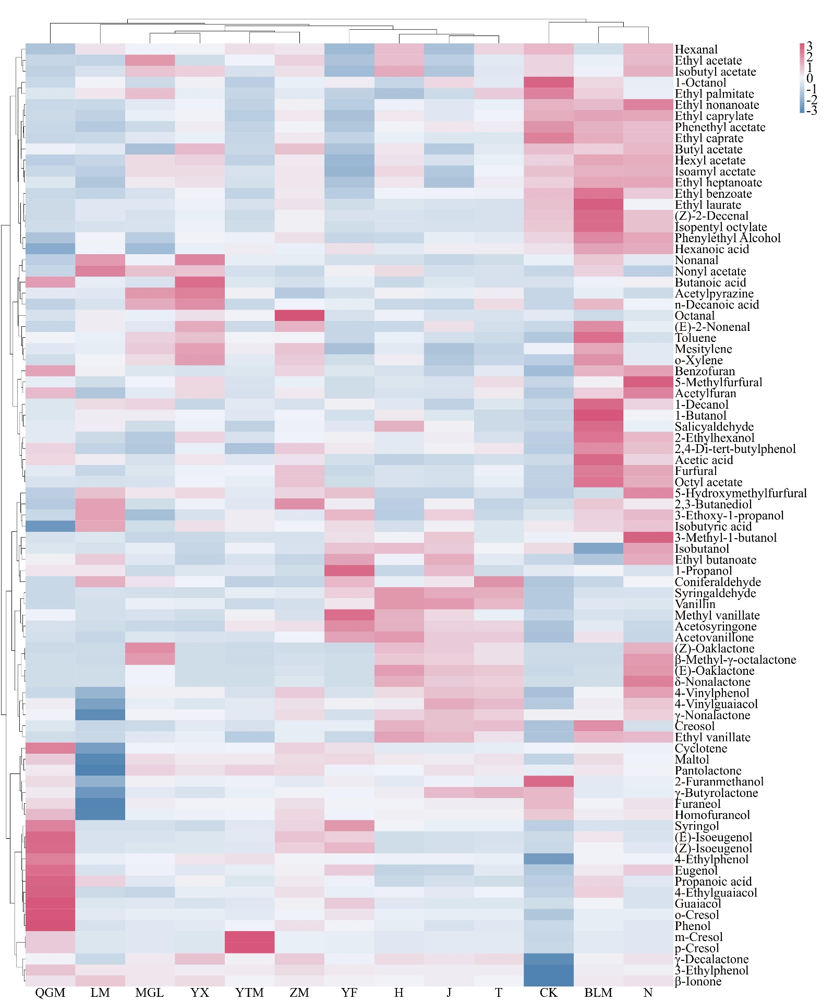 3
2
1
0
-1
-2
-3
Hexanal
Ethyl acetate
Isobutyl acetate
1-Octanol
Ethyl palmitate
Ethyl nonanoate
Ethyl caprylate
Phenethyl acetate
Ethyl caprate
Butyl acetate
Hexyl acetate
Isoamyl acetate
Ethyl heptanoate
Ethyl benzoate
Ethyl laurate
(Z)-2-Decenal
Isopentyl octylate
Phenylethyl Alcohol
Hexanoic acid
Nonanal
Nonyl acetate
Butanoic acid
Acetylpyrazine
n-Decanoic acid
Octanal
(E)-2-Nonenal
Toluene
Mesitylene
o-Xylene
Benzofuran
5-Methylfurfural
Acetylfuran
1-Decanol
1-Butanol
Salicyaldehyde
2-Ethylhexanol
2,4-Di-tert-butylphenol
Acetic acid
Furfural
Octyl acetate
5-Hydroxymethylfurfural
2,3-Butanediol
3-Ethoxy-1-propanol
Isobutyric acid
3-Methyl-1-butanol
Isobutanol
Ethyl butanoate
1-Propanol
Coniferaldehyde
Syringaldehyde
Vanillin
Methyl vanillate
Acetosyringone
Acetovanillone
(Z)-Oaklactone
β-Methyl-γ-octalactone
(E)-Oaklactone
δ-Nonalactone
4-Vinylphenol
4-Vinylguaiacol
γ-Nonalactone
Creosol
Ethyl vanillate
Cyclotene
Maltol
Pantolactone
2-Furanmethanol
γ-Butyrolactone
Furaneol
Homofuraneol
Syringol
(E)-Isoeugenol
(Z)-Isoeugenol
4-Ethylphenol
Eugenol
Propanoic acid
4-Ethylguaiacol
Guaiacol
o-Cresol
Phenol
m-Cresol
p-Cresol
γ-Decalactone
3-Ethylphenol
β-Ionone
QGM LM MGL YX YTM ZM YF H J T CK BLM N